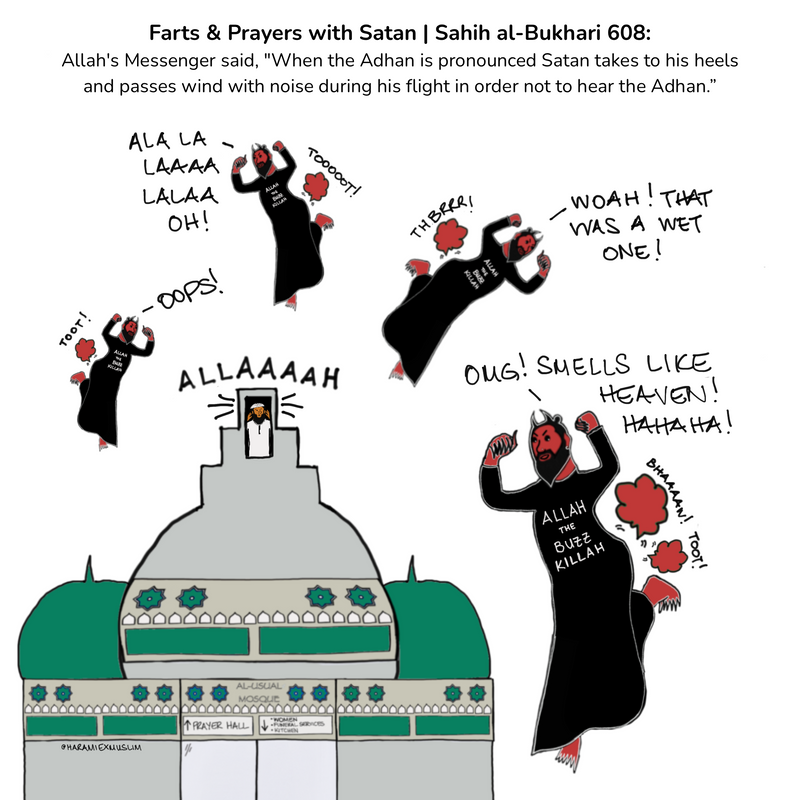 Farts & Prayers with Satan | Sahih al-Bukhari 608:
Allah's Messenger said, "When the Adhan is pronounced Satan takes to his heels
and passes wind with noise during his flight in order not to hear the Adhan.”
ALA LA
LAAAA
LALAA
OH!
TOOOOOT!
ALLAH
THE
BUZZ
KILLAH
THBRRR!
WOAH! THAT
WAS A WET
ONE!
ALLAH
THE
BUZZ
KILLAH
OOPS!
TOOT!
ALLAH
THE
BUZZ
KILLAH
ALLAAAAH
OMG! SMELLS LIKE
HEAVEN!
HAHAHA!
BHAAAAN! TOOT!
ALLAH
THE
BUZZ
KILLAH
AL-USUAL
MOSQUE
↑ PRAYER HALL
↓ • WOMEN
• FUNERAL SERVICES
• KITCHEN
@HARAMIEXMUSLIM